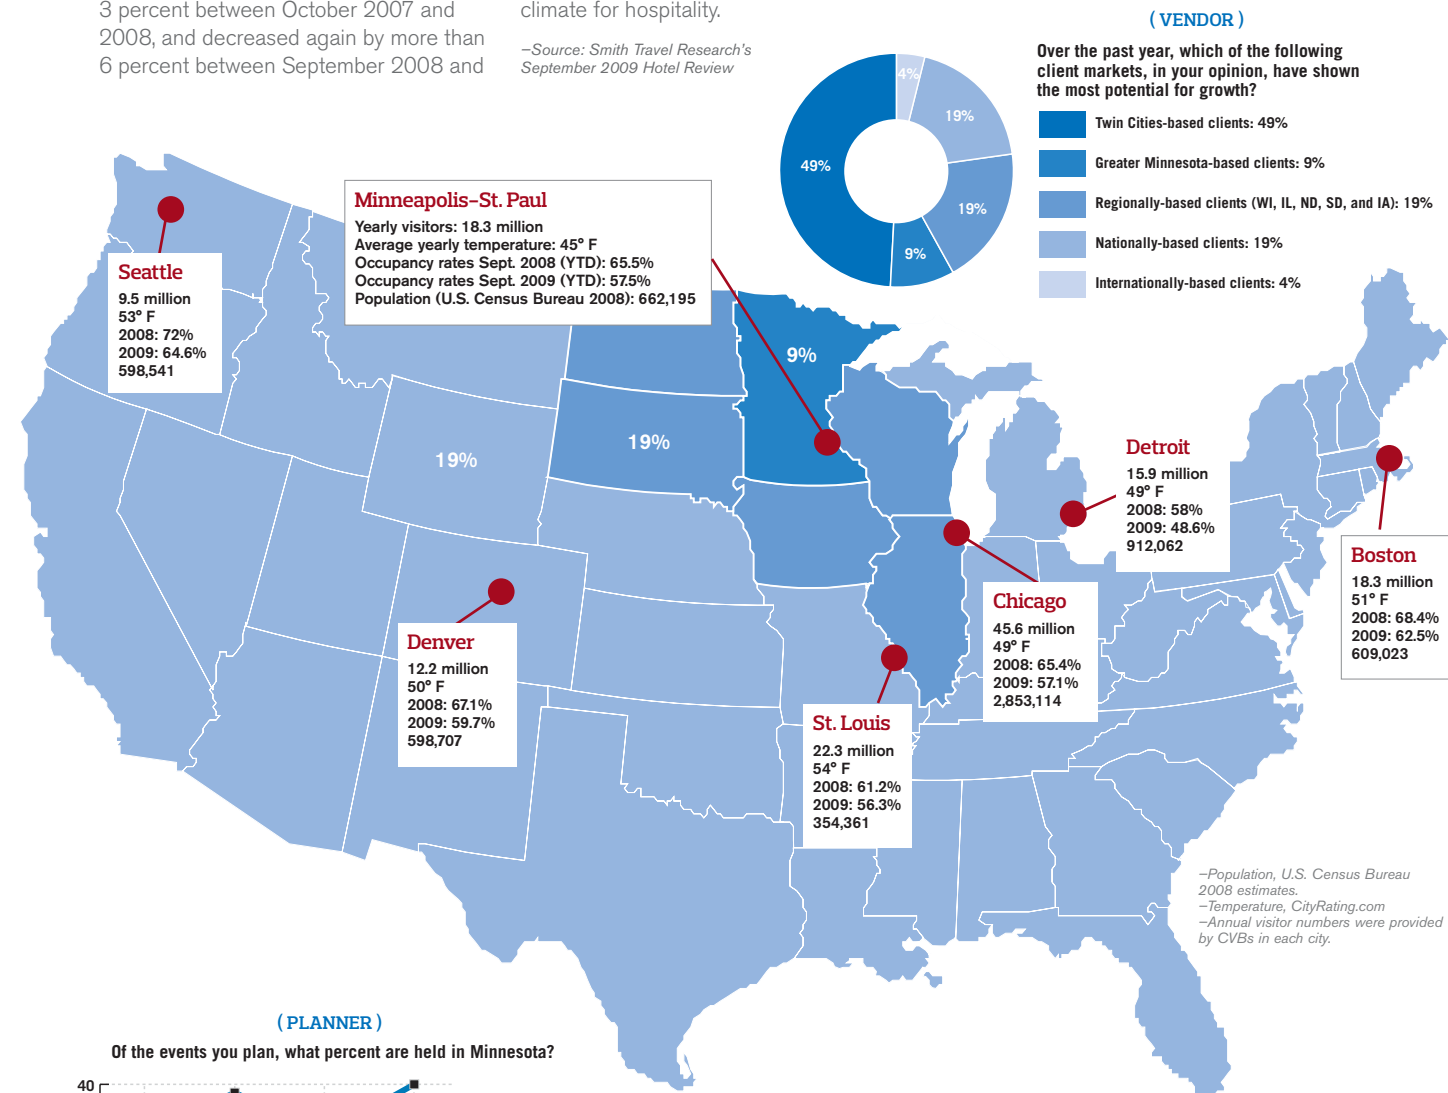 3 percent between October 2007 and
2008, and decreased again by more than
6 percent between September 2008 and
climate for hospitality.
–Source: Smith Travel Research's
September 2009 Hotel Review
( VENDOR )
Over the past year, which of the following
client markets, in your opinion, have shown
the most potential for growth?
Twin Cities-based clients: 49%
Greater Minnesota-based clients: 9%
Regionally-based clients (WI, IL, ND, SD, and IA): 19%
Nationally-based clients: 19%
Internationally-based clients: 4%
4%
19%
19%
9%
49%
Minneapolis–St. Paul
Yearly visitors: 18.3 million
Average yearly temperature: 45° F
Occupancy rates Sept. 2008 (YTD): 65.5%
Occupancy rates Sept. 2009 (YTD): 57.5%
Population (U.S. Census Bureau 2008): 662,195
Seattle
9.5 million
53° F
2008: 72%
2009: 64.6%
598,541
9%
19%
19%
Detroit
15.9 million
49° F
2008: 58%
2009: 48.6%
912,062
Boston
18.3 million
51° F
2008: 68.4%
2009: 62.5%
609,023
Chicago
45.6 million
49° F
2008: 65.4%
2009: 57.1%
2,853,114
Denver
12.2 million
50° F
2008: 67.1%
2009: 59.7%
598,707
St. Louis
22.3 million
54° F
2008: 61.2%
2009: 56.3%
354,361
–Population, U.S. Census Bureau
2008 estimates.
–Temperature, CityRating.com
–Annual visitor numbers were provided
by CVBs in each city.
( PLANNER )
Of the events you plan, what percent are held in Minnesota?
40